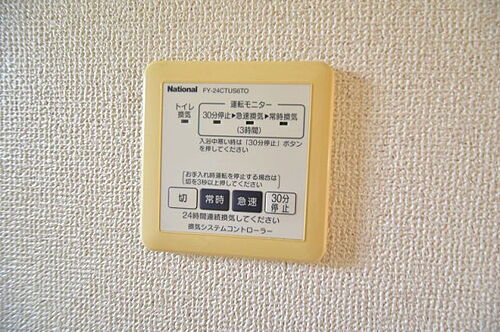 National FY-24CTUS6TO
トイレ換気
運転モニター
30分停止▶急速換気▶常時換気
(3時間)
入浴中寒い時は「30分停止」ボタン
を押してください
お手入れ時運転を停止する場合は
切を3秒以上押してください
切 常時 急速 30分停止
24時間連続換気してください
換気システムコントローラー